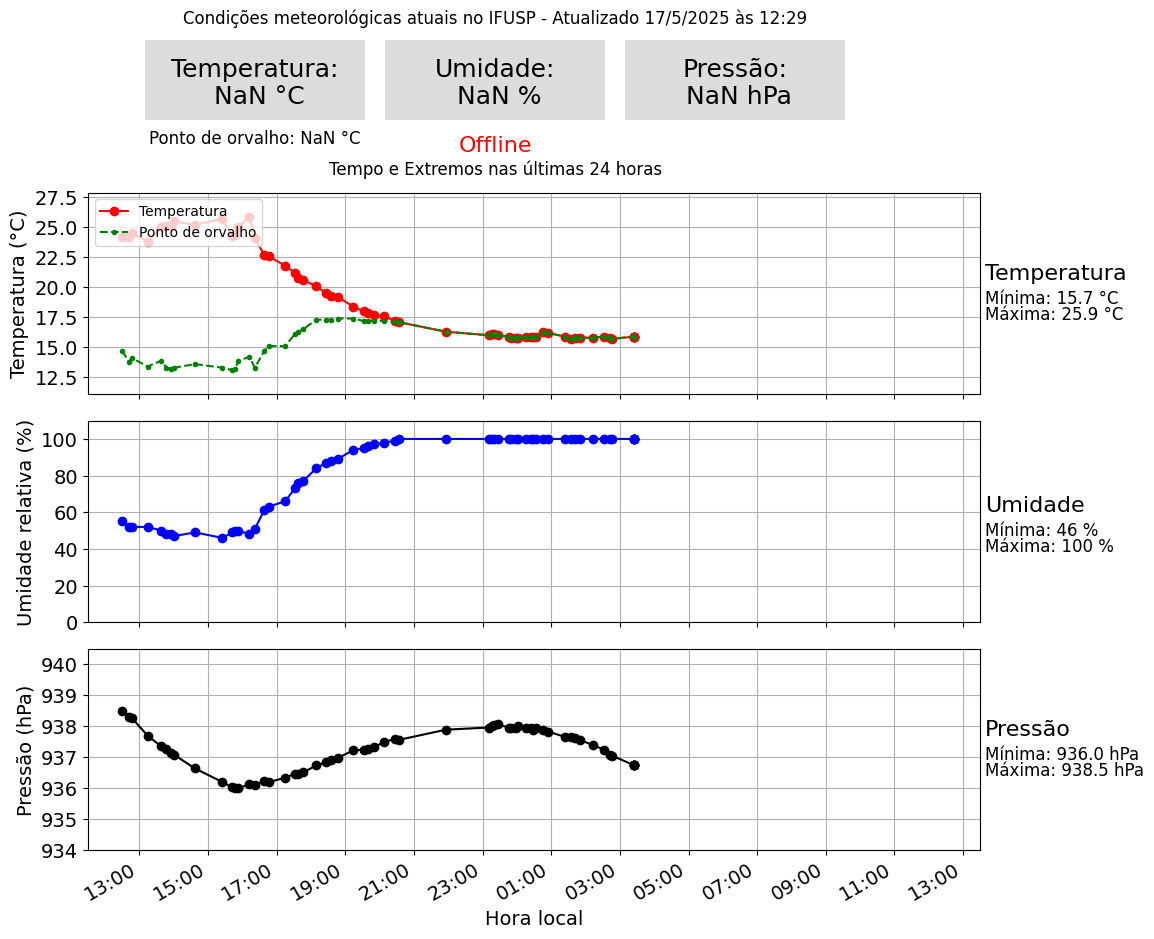 Condições meteorológicas atuais no IFUSP - Atualizado 17/5/2025 às 12:29
Temperatura:
NaN °C
Umidade:
NaN %
Pressão:
NaN hPa
Ponto de orvalho: NaN °C
Offline
Tempo e Extremos nas últimas 24 horas
Temperatura (°C)
27.5
25.0
22.5
20.0
17.5
15.0
12.5
Temperatura
Ponto de orvalho
Temperatura
Mínima: 15.7 °C
Máxima: 25.9 °C
Umidade relativa (%)
100
80
60
40
20
0
Umidade
Mínima: 46 %
Máxima: 100 %
Pressão (hPa)
940
939
938
937
936
935
934
Pressão
Mínima: 936.0 hPa
Máxima: 938.5 hPa
13:00
15:00
17:00
19:00
21:00
23:00
01:00
03:00
05:00
07:00
09:00
11:00
13:00
Hora local